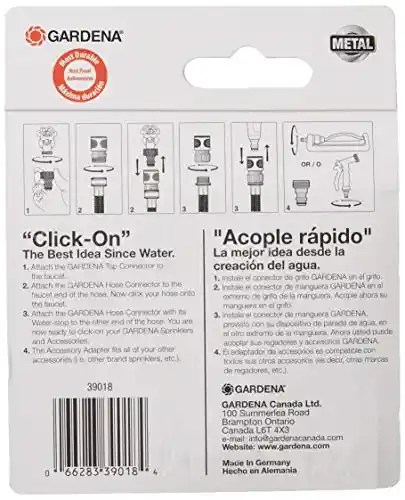 GARDENA®
METAL
Most Durable
Máxima duración
1
2
2
3
3
OR / O
4
"Click-On"
The Best Idea Since Water.
1. Attach the GARDENA Tap Connector to
the faucet.
2. Attach the GARDENA Hose Connector to the
faucet end of the hose. Now click your hose onto
the faucet.
3. Attach the GARDENA Hose Connector with its
Water-stop to the other end of the hose. You are
now ready to click-on your GARDENA Sprinklers
and Accessories.
4. The Accessory Adapter fits all of your other
accessories (i.e. other brand sprinklers, etc.).
39018
0 66283 39018 4
"Acople rápido"
La mejor idea desde la
creación del agua.
1. Instale el conector de grifo GARDENA en el grifo.
2. Instale el conector de manguera GARDENA en el
extremo de grifo de la manguera. Acople ahora su
manguera en el grifo.
3. Instale el conector de manguera GARDENA,
provisto con su dispositivo de parada de agua, en
el otro extremo de la manguera. Ahora usted puede
acoplar sus regadores y accesorios GARDENA.
4. El adaptador de accesorios es compatible con
todos sus otros accesorios (es decir, otras marcas
de regadores, etc.).
GARDENA
GARDENA Canada Ltd.
100 Summerlea Road
Brampton Ontario
Canada L6T 4X3
e-mail: info@gardenacanada.com
Website: www.gardena.com
Made in Germany
Hecho en Alemania